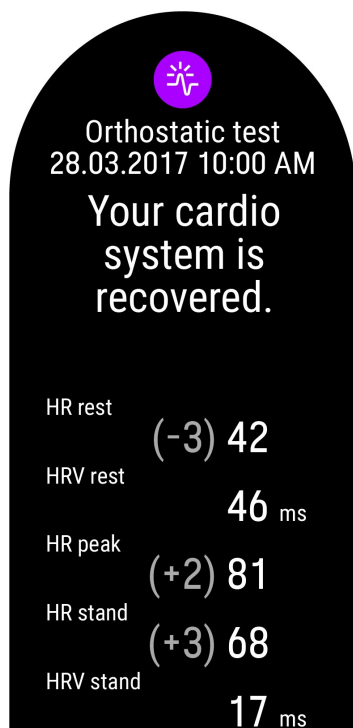 Orthostatic test
28.03.2017 10:00 AM
Your cardio
system is
recovered.
HR rest
(-3) 42
HRV rest
46 ms
HR peak
(+2) 81
HR stand
(+3) 68
HRV stand
17 ms